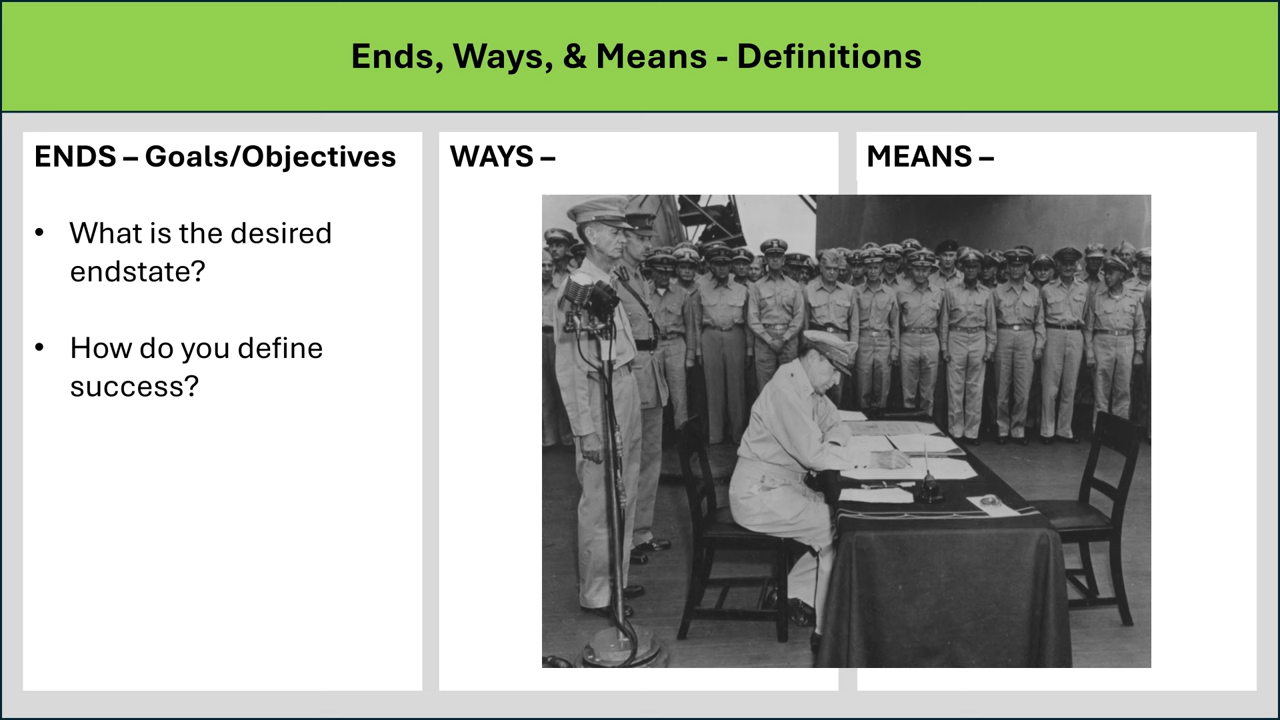 Ends, Ways, & Means - Definitions
ENDS – Goals/Objectives
• What is the desired
endstate?
• How do you define
success?
WAYS –
MEANS –